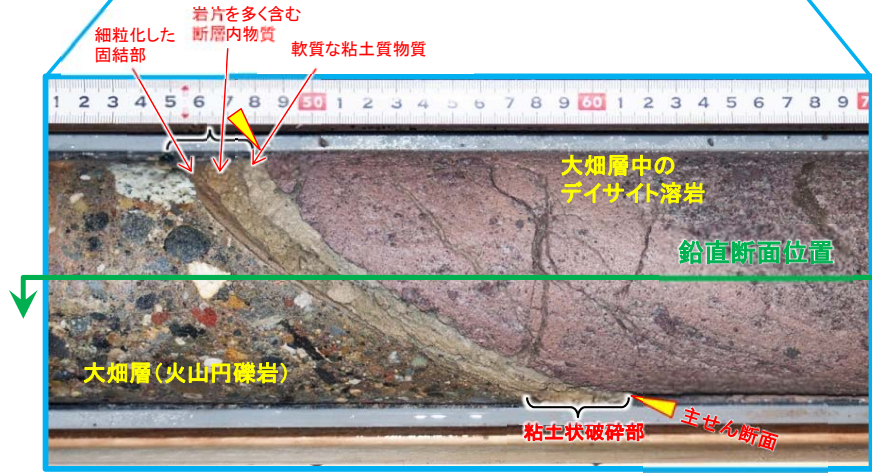 岩片を多く含む
断層内物質
細粒化した
固結部
軟質な粘土質物質
1 2 3 4 5 6 7 8 9 50 1 2 3 4 5 6 7 8 9 60 1 2 3 4 5 6 7 8 9 7
大畑層中の
デイサイト溶岩
鉛直断面位置
大畑層(火山円礫岩)
粘土状破砕部
主せん断面